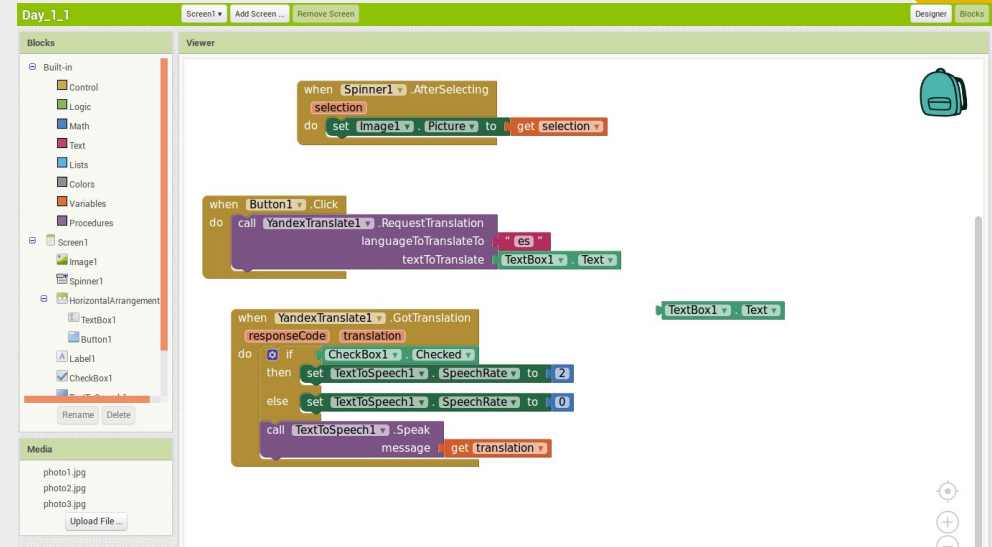 Day_1_1
Screen1 Add Screen ... Remove Screen
Designer Blocks
Blocks
Built-in
Control
Logic
Math
Text
Lists
Colors
Variables
Procedures
Screen1
Image1
Spinner1
HorizontalArrangement
TextBox1
Button1
Label1
CheckBox1
Rename Delete
Media
photo1.jpg
photo2.jpg
photo3.jpg
Upload File ...
Viewer
when Spinner1 .AfterSelecting
selection
do set Image1 . Picture to get selection
when Button1 .Click
do call YandexTranslate1 .RequestTranslation
languageToTranslateTo " es "
textToTranslate TextBox1 . Text
TextBox1 . Text
when YandexTranslate1 .GotTranslation
responseCode translation
do if CheckBox1 . Checked
then set TextToSpeech1 . SpeechRate to 2
else set TextToSpeech1 . SpeechRate to 0
call TextToSpeech1 .Speak
message get translation